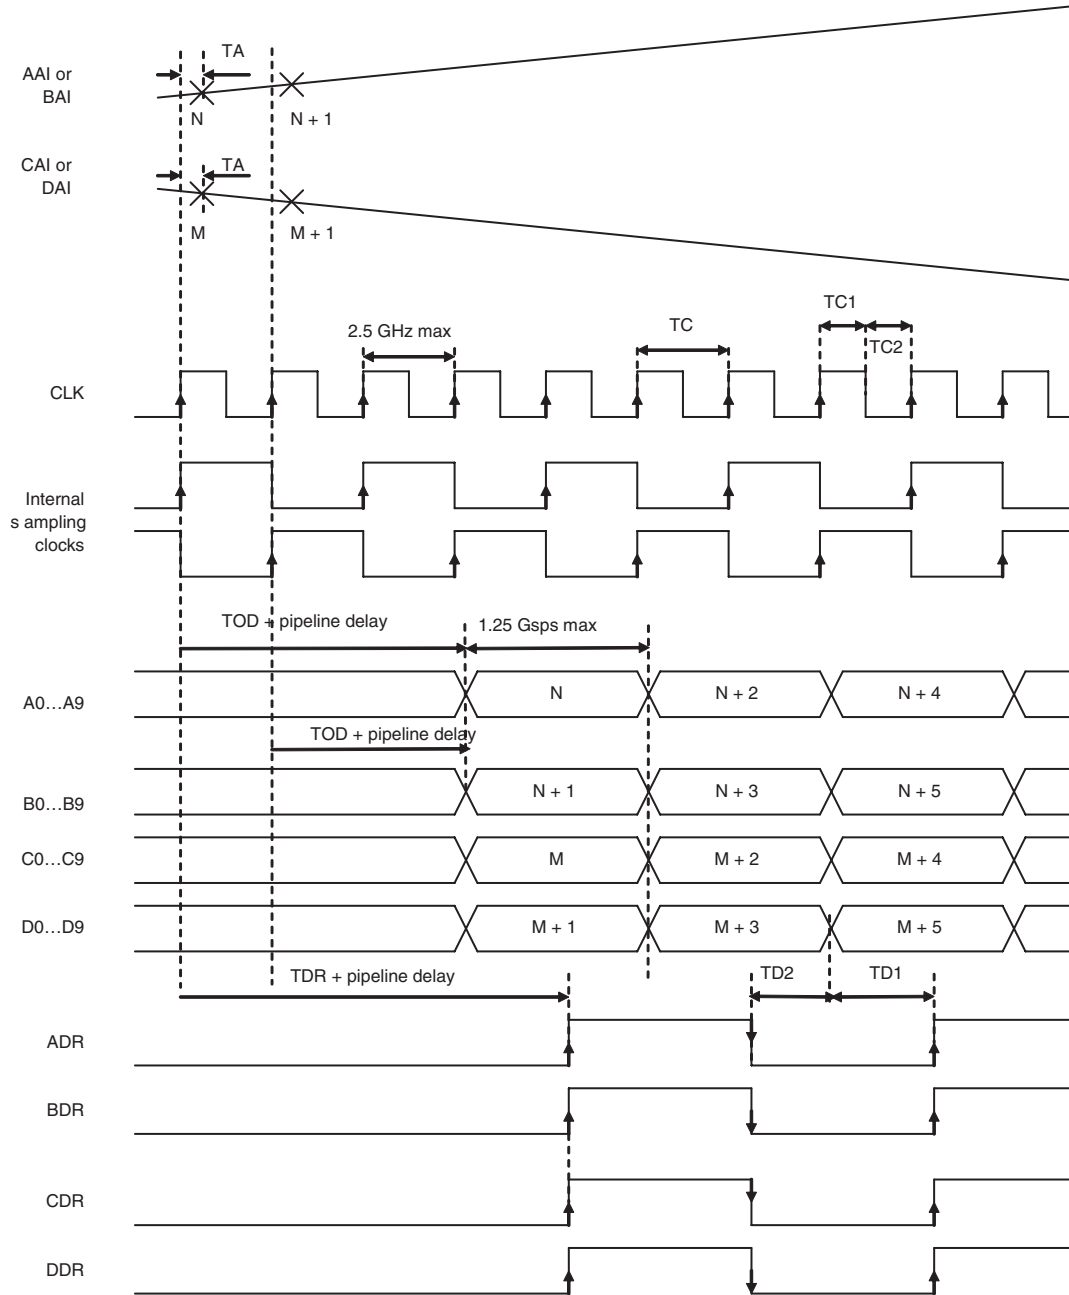 TA
AAI or
BAI
N
N + 1
CAI or
DAI
TA
M
M + 1
TC1
2.5 GHz max
TC
TC2
CLK
Internal
s ampling
clocks
TOD + pipeline delay
1.25 Gsps max
A0...A9
N
N + 2
N + 4
TOD + pipeline delay
B0...B9
N + 1
N + 3
N + 5
C0...C9
M
M + 2
M + 4
D0...D9
M + 1
M + 3
M + 5
TDR + pipeline delay
TD2
TD1
ADR
BDR
CDR
DDR